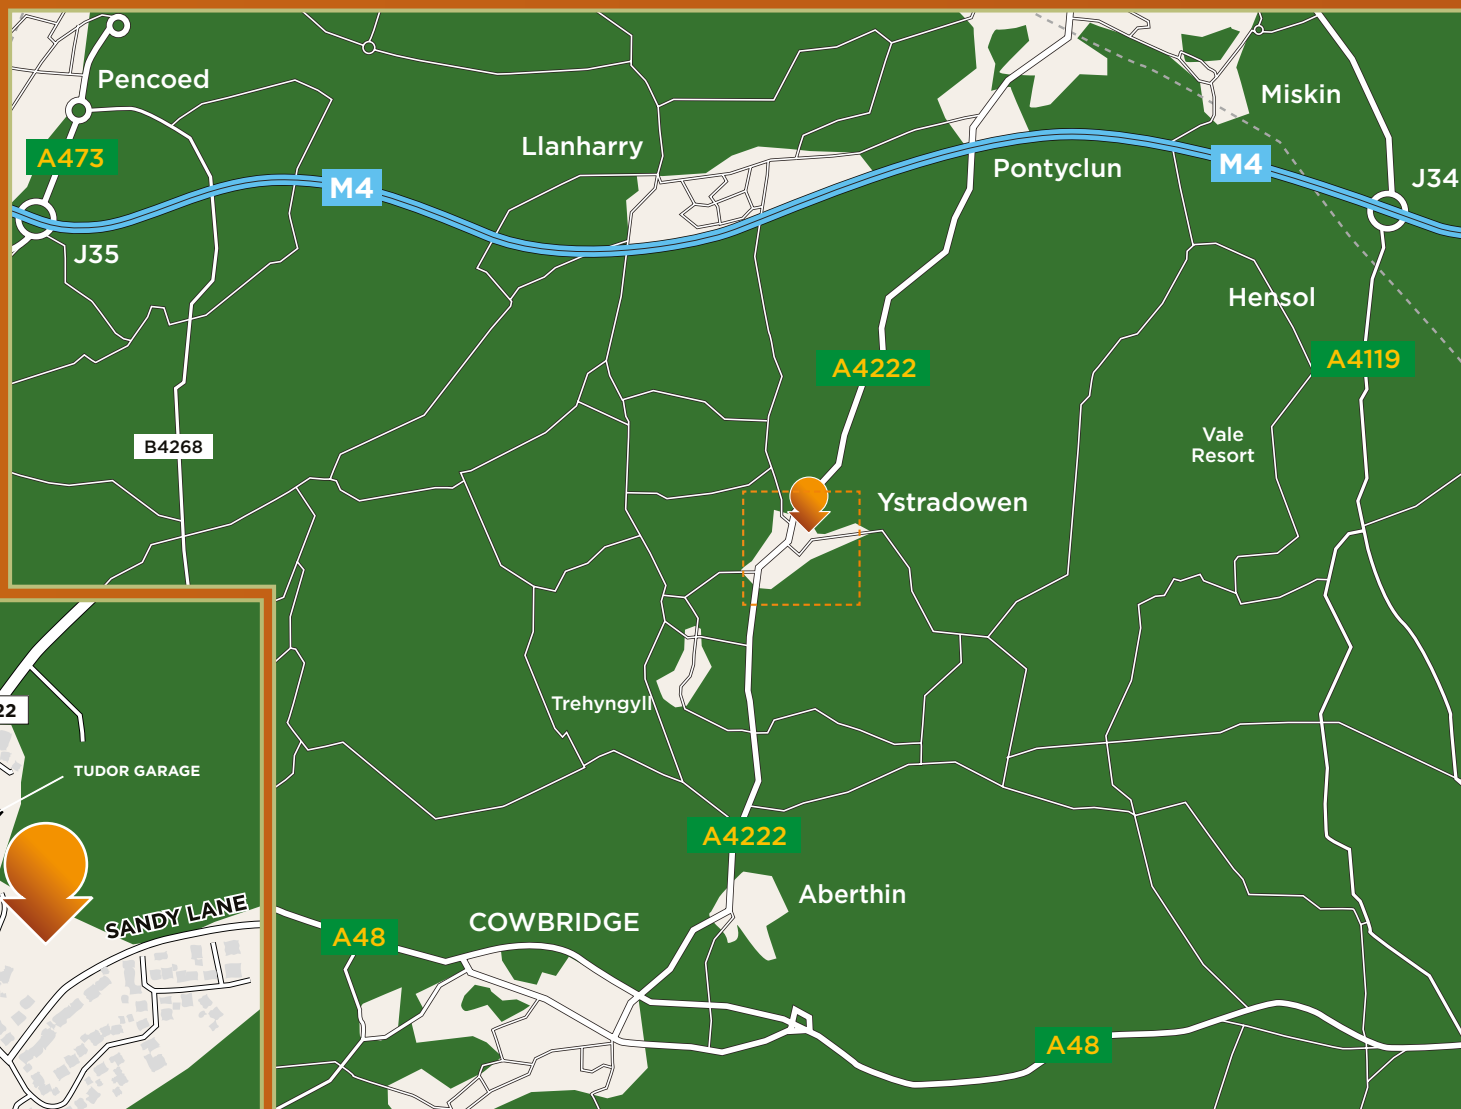 Pencoed
Miskin
Llanharry
A473
Pontyclun
M4
J34
M4
J35
Hensol
A4119
A4222
B4268
Vale
Resort
Ystradowen
Trehyngyll
22
TUDOR GARAGE
A4222
Aberthin
SANDY LANE
COWBRIDGE
A48
A48